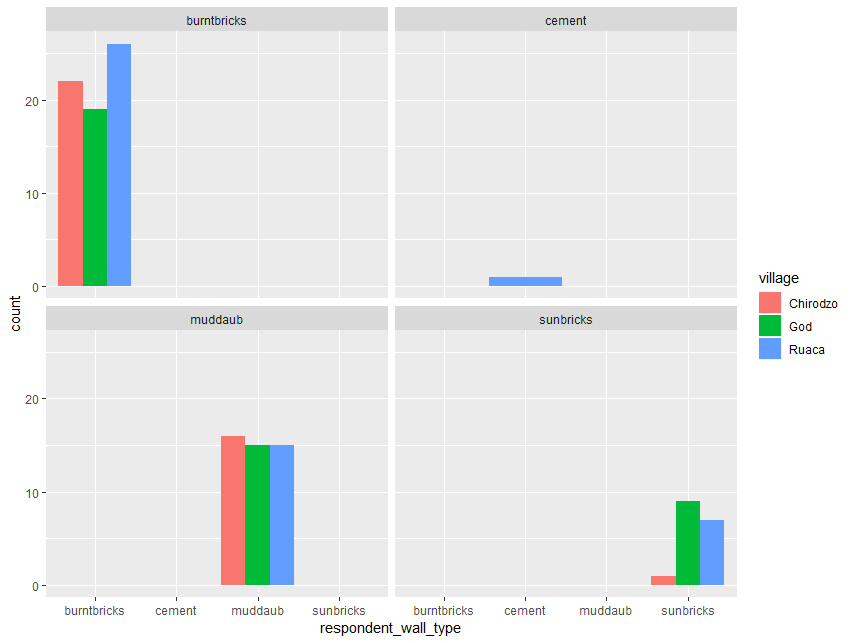 burntbricks
cement
20
10
0
muddaub
sunbricks
20
10
0
burntbricks cement muddaub sunbricks
burntbricks cement muddaub sunbricks
respondent_wall_type
count
village
Chirodzo
God
Ruaca